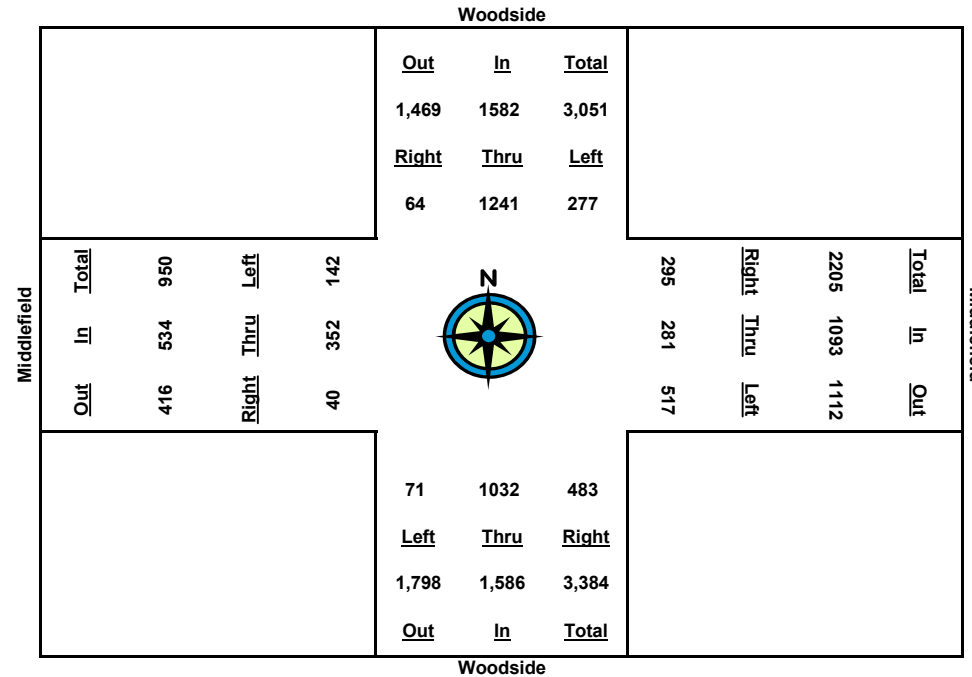 Woodside
Out In Total
1,469 1582 3,051
Right Thru Left
64 1241 277
Middlefield
Total 950 Left 142
In 534 Thru 352
Out 416 Right 40
N
295 Right 2205 Total
281 Thru 1093 In
517 Left 1112 Out
71 1032 483
Left Thru Right
1,798 1,586 3,384
Out In Total
Woodside